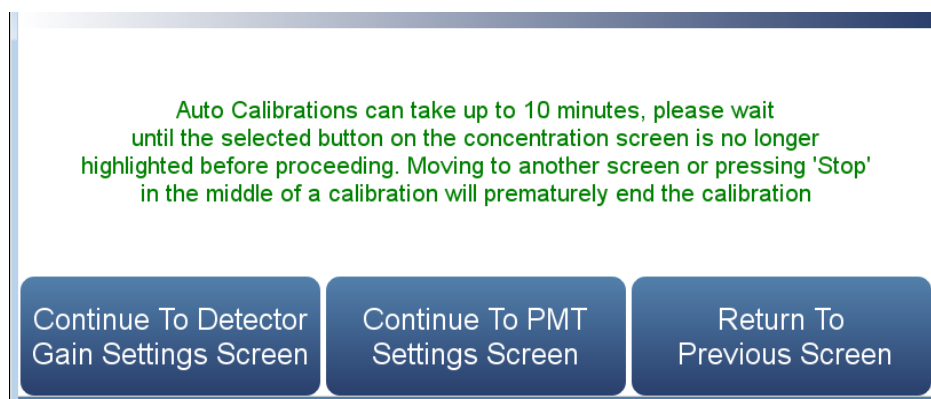 Auto Calibrations can take up to 10 minutes, please wait
until the selected button on the concentration screen is no longer
highlighted before proceeding. Moving to another screen or pressing 'Stop'
in the middle of a calibration will prematurely end the calibration
Continue To Detector
Gain Settings Screen
Continue To PMT
Settings Screen
Return To
Previous Screen